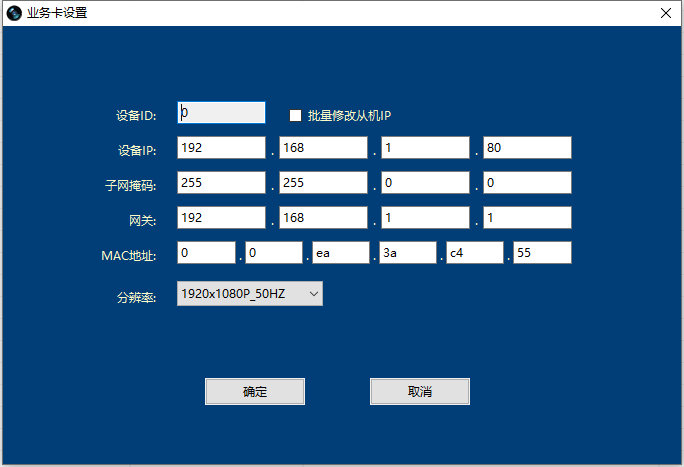 业务卡设置
设备ID: 0 批量修改从机IP
设备IP: 192 . 168 . 1 . 80
子网掩码: 255 . 255 . 0 . 0
网关: 192 . 168 . 1 . 1
MAC地址: 0 . 0 . ea . 3a . c4 . 55
分辨率: 1920x1080P_50HZ
确定 取消